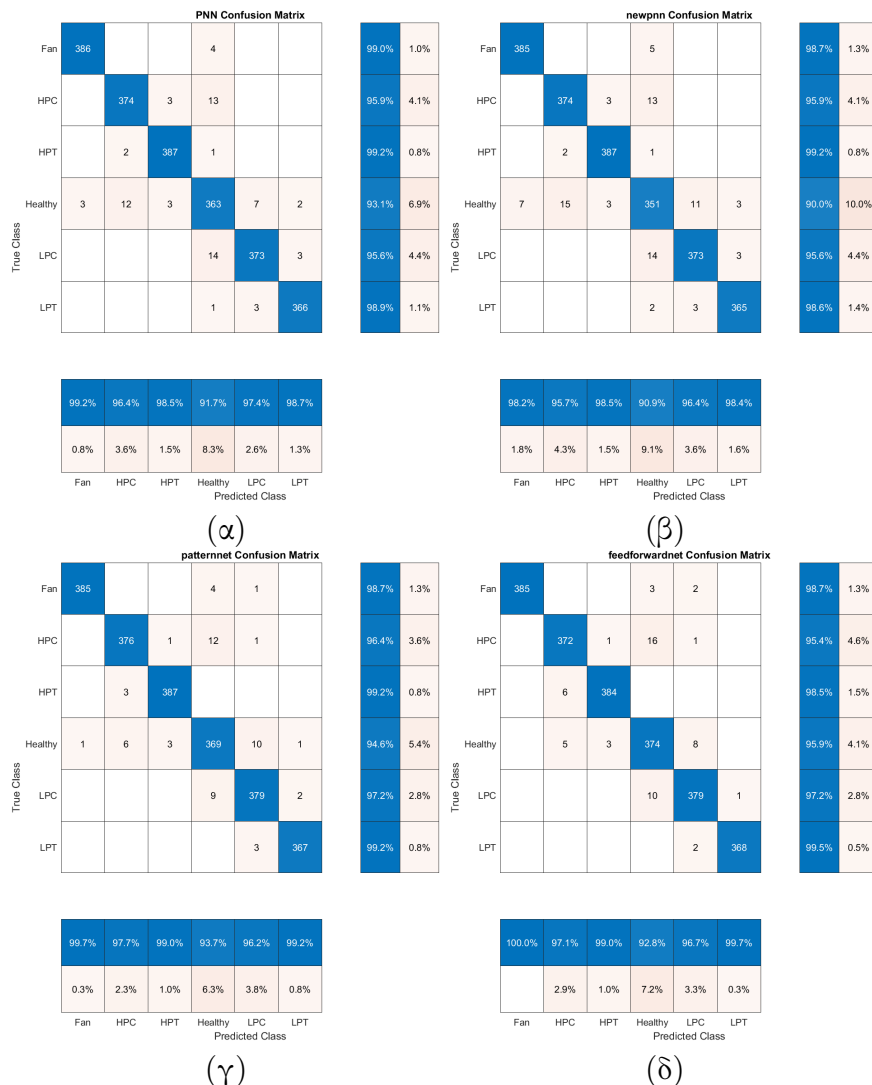 PNN Confusion Matrix
Fan 386 4 99.0% 1.0%
HPC 374 3 13 95.9% 4.1%
HPT 2 387 1 99.2% 0.8%
Healthy 3 12 3 363 7 2 93.1% 6.9%
LPC 14 373 3 95.6% 4.4%
LPT 1 3 366 98.9% 1.1%
True Class
99.2% 96.4% 98.5% 91.7% 97.4% 98.7%
0.8% 3.6% 1.5% 8.3% 2.6% 1.3%
Fan HPC HPT Healthy LPC LPT
Predicted Class
(α)
newpnn Confusion Matrix
Fan 385 5 98.7% 1.3%
HPC 374 3 13 95.9% 4.1%
HPT 2 387 1 99.2% 0.8%
Healthy 7 15 3 351 11 3 90.0% 10.0%
LPC 14 373 3 95.6% 4.4%
LPT 2 3 365 98.6% 1.4%
True Class
98.2% 95.7% 98.5% 90.9% 96.4% 98.4%
1.8% 4.3% 1.5% 9.1% 3.6% 1.6%
Fan HPC HPT Healthy LPC LPT
Predicted Class
(β)
patternnet Confusion Matrix
Fan 385 4 1 98.7% 1.3%
HPC 376 1 12 1 96.4% 3.6%
HPT 3 387 99.2% 0.8%
Healthy 1 6 3 369 10 1 94.6% 5.4%
LPC 9 379 2 97.2% 2.8%
LPT 3 367 99.2% 0.8%
True Class
99.7% 97.7% 99.0% 93.7% 96.2% 99.2%
0.3% 2.3% 1.0% 6.3% 3.8% 0.8%
Fan HPC HPT Healthy LPC LPT
Predicted Class
(γ)
feedforwardnet Confusion Matrix
Fan 385 3 2 98.7% 1.3%
HPC 372 1 16 1 95.4% 4.6%
HPT 6 384 98.5% 1.5%
Healthy 5 3 374 8 95.9% 4.1%
LPC 10 379 1 97.2% 2.8%
LPT 2 368 99.5% 0.5%
True Class
100.0% 97.1% 99.0% 92.8% 96.7% 99.7%
2.9% 1.0% 7.2% 3.3% 0.3%
Fan HPC HPT Healthy LPC LPT
Predicted Class
(δ)